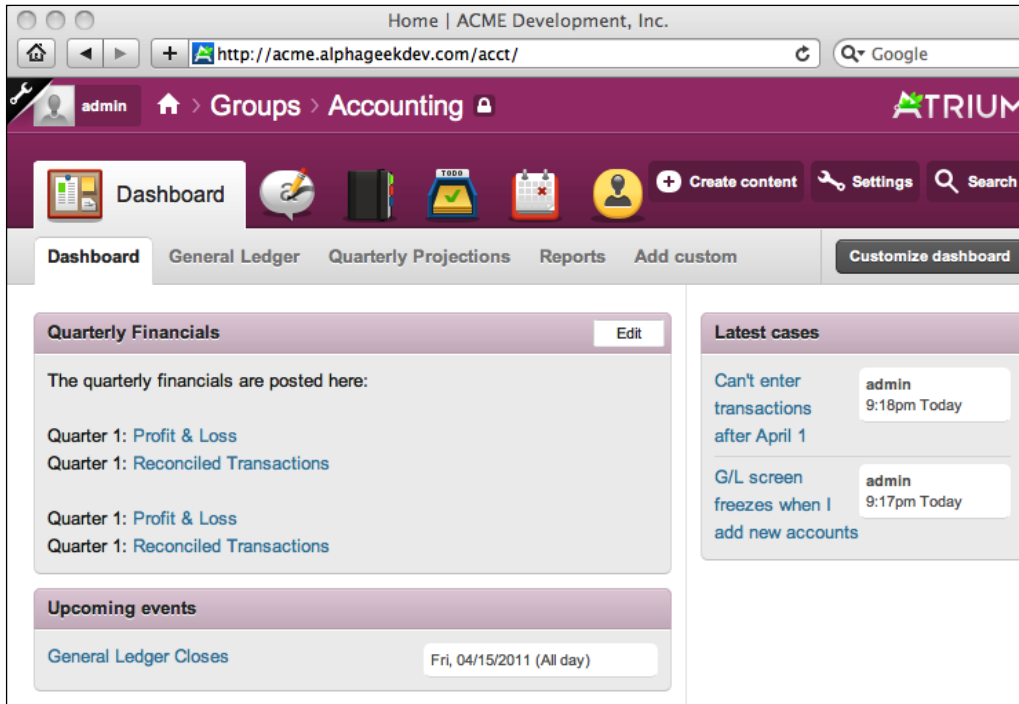 Home | ACME Development, Inc.
http://acme.alphageekdev.com/acct/
Google
admin
Groups
Accounting
ATRIUM
Dashboard
TODO
Create content
Settings
Search
Dashboard
General Ledger
Quarterly Projections
Reports
Add custom
Customize dashboard
Quarterly Financials
Edit
The quarterly financials are posted here:
Quarter 1: Profit & Loss
Quarter 1: Reconciled Transactions
Quarter 1: Profit & Loss
Quarter 1: Reconciled Transactions
Upcoming events
General Ledger Closes
Fri, 04/15/2011 (All day)
Latest cases
Can't enter
transactions
after April 1
admin
9:18pm Today
G/L screen
freezes when I
add new accounts
admin
9:17pm Today